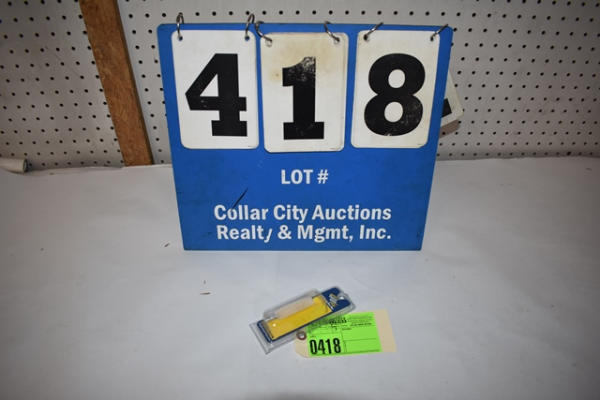 418
LOT #
Collar City Auctions
Realty & Mgmt, Inc.
0418